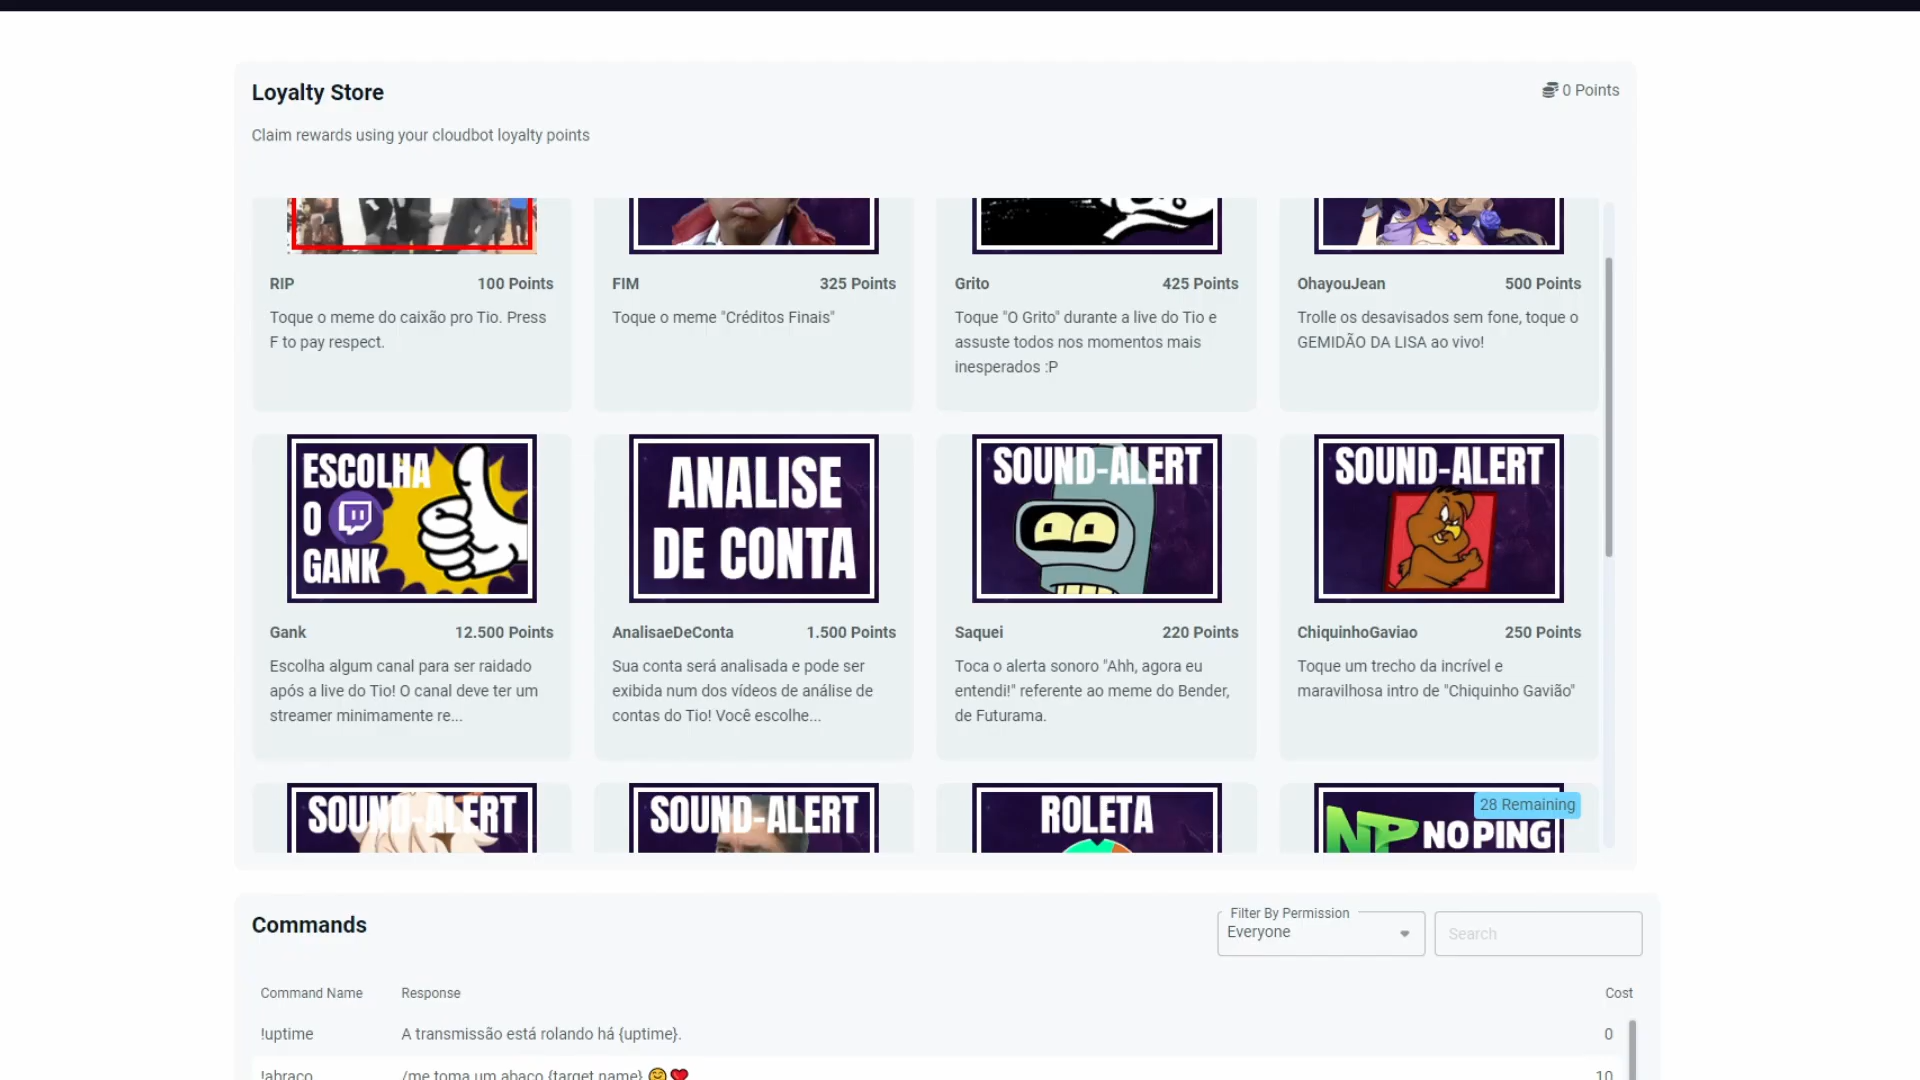 Loyalty Store
0 Points
Claim rewards using your cloudbot loyalty points
RIP 100 Points
Toque o meme do caixão pro Tio. Press
F to pay respect.
FIM 325 Points
Toque o meme "Créditos Finais"
Grito 425 Points
Toque "O Grito" durante a live do Tio e
assuste todos nos momentos mais
inesperados :P
OhayouJean 500 Points
Trolle os desavisados sem fone, toque o
GEMIDÃO DA LISA ao vivo!
ESCOLHA
O
GANK
Gank 12.500 Points
Escolha algum canal para ser raidado
após a live do Tio! O canal deve ter um
streamer minimamente re...
ANALISE
DE CONTA
AnalisaeDeConta 1.500 Points
Sua conta será analisada e pode ser
exibida num dos vídeos de análise de
contas do Tio! Você escolhe...
SOUND-ALERT
Saquei 220 Points
Toca o alerta sonoro "Ahh, agora eu
entendi!" referente ao meme do Bender,
de Futurama.
SOUND-ALERT
ChiquinhoGaviao 250 Points
Toque um trecho da incrível e
maravilhosa intro de "Chiquinho Gavião"
SOUND-ALERT
SOUND-ALERT
ROLETA
28 Remaining
NP NOPING
Commands
Filter By Permission
Everyone
Search
Command Name Response Cost
!uptime A transmissão está rolando há {uptime}. 0
!abraço /me toma um abaço {target.name} 🤗❤️ 10